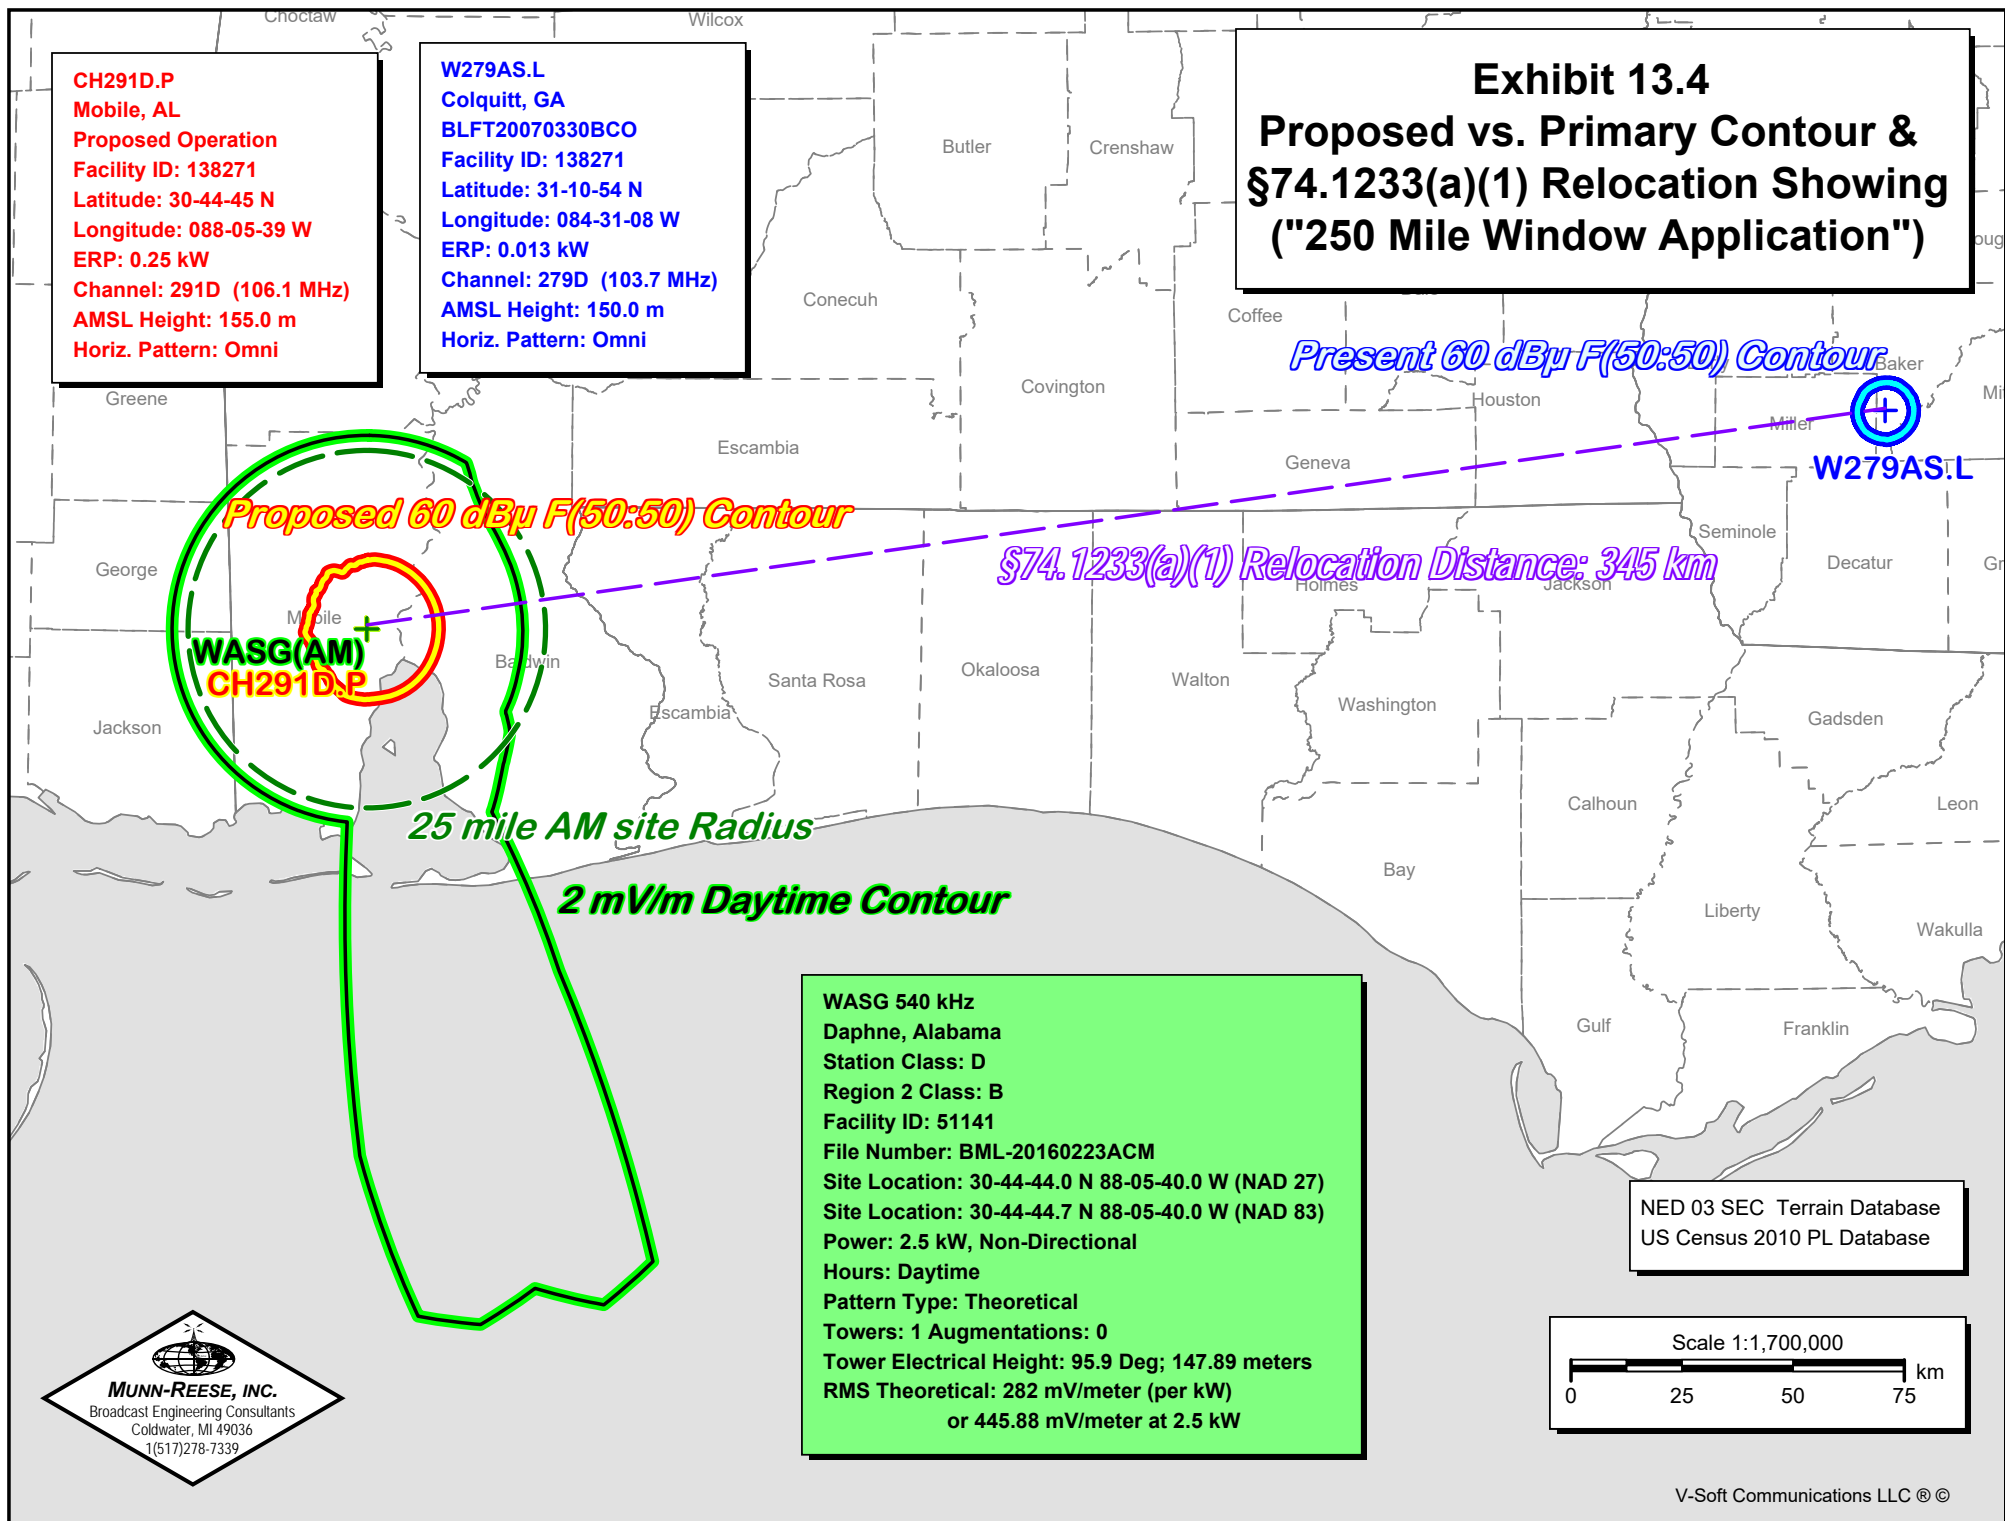 Choctaw
Wilcox
CH291D.P
Mobile, AL
Proposed Operation
Facility ID: 138271
Latitude: 30-44-45 N
Longitude: 088-05-39 W
ERP: 0.25 kW
Channel: 291D (106.1 MHz)
AMSL Height: 155.0 m
Horiz. Pattern: Omni
W279AS.L
Colquitt, GA
BLFT20070330BCO
Facility ID: 138271
Latitude: 31-10-54 N
Longitude: 084-31-08 W
ERP: 0.013 kW
Channel: 279D (103.7 MHz)
AMSL Height: 150.0 m
Horiz. Pattern: Omni
Exhibit 13.4
Proposed vs. Primary Contour &
§74.1233(a)(1) Relocation Showing
("250 Mile Window Application")
Butler
Crenshaw
Conecuh
Coffee
Present 60 dBµ F(50:50) Contour
Baker
Greene
Covington
Houston
Miller
Escambia
Geneva
W279AS.L
Proposed 60 dBµ F(50:50) Contour
Seminole
George
§74.1233(a)(1) Relocation Distance: 345 km
Decatur
Holmes
Jackson
Mobile
WASG(AM)
CH291D.P
Baldwin
Santa Rosa
Okaloosa
Walton
Washington
Jackson
Escambia
Gadsden
Calhoun
Leon
25 mile AM site Radius
Bay
2 mV/m Daytime Contour
Liberty
Wakulla
Gulf
Franklin
WASG 540 kHz
Daphne, Alabama
Station Class: D
Region 2 Class: B
Facility ID: 51141
File Number: BML-20160223ACM
Site Location: 30-44-44.0 N 88-05-40.0 W (NAD 27)
Site Location: 30-44-44.7 N 88-05-40.0 W (NAD 83)
Power: 2.5 kW, Non-Directional
Hours: Daytime
Pattern Type: Theoretical
Towers: 1 Augmentations: 0
Tower Electrical Height: 95.9 Deg; 147.89 meters
RMS Theoretical: 282 mV/meter (per kW)
or 445.88 mV/meter at 2.5 kW
NED 03 SEC Terrain Database
US Census 2010 PL Database
Scale 1:1,700,000
km
0 25 50 75
MUNN-REESE, INC.
Broadcast Engineering Consultants
Coldwater, MI 49036
1(517)278-7339
V-Soft Communications LLC ® ©